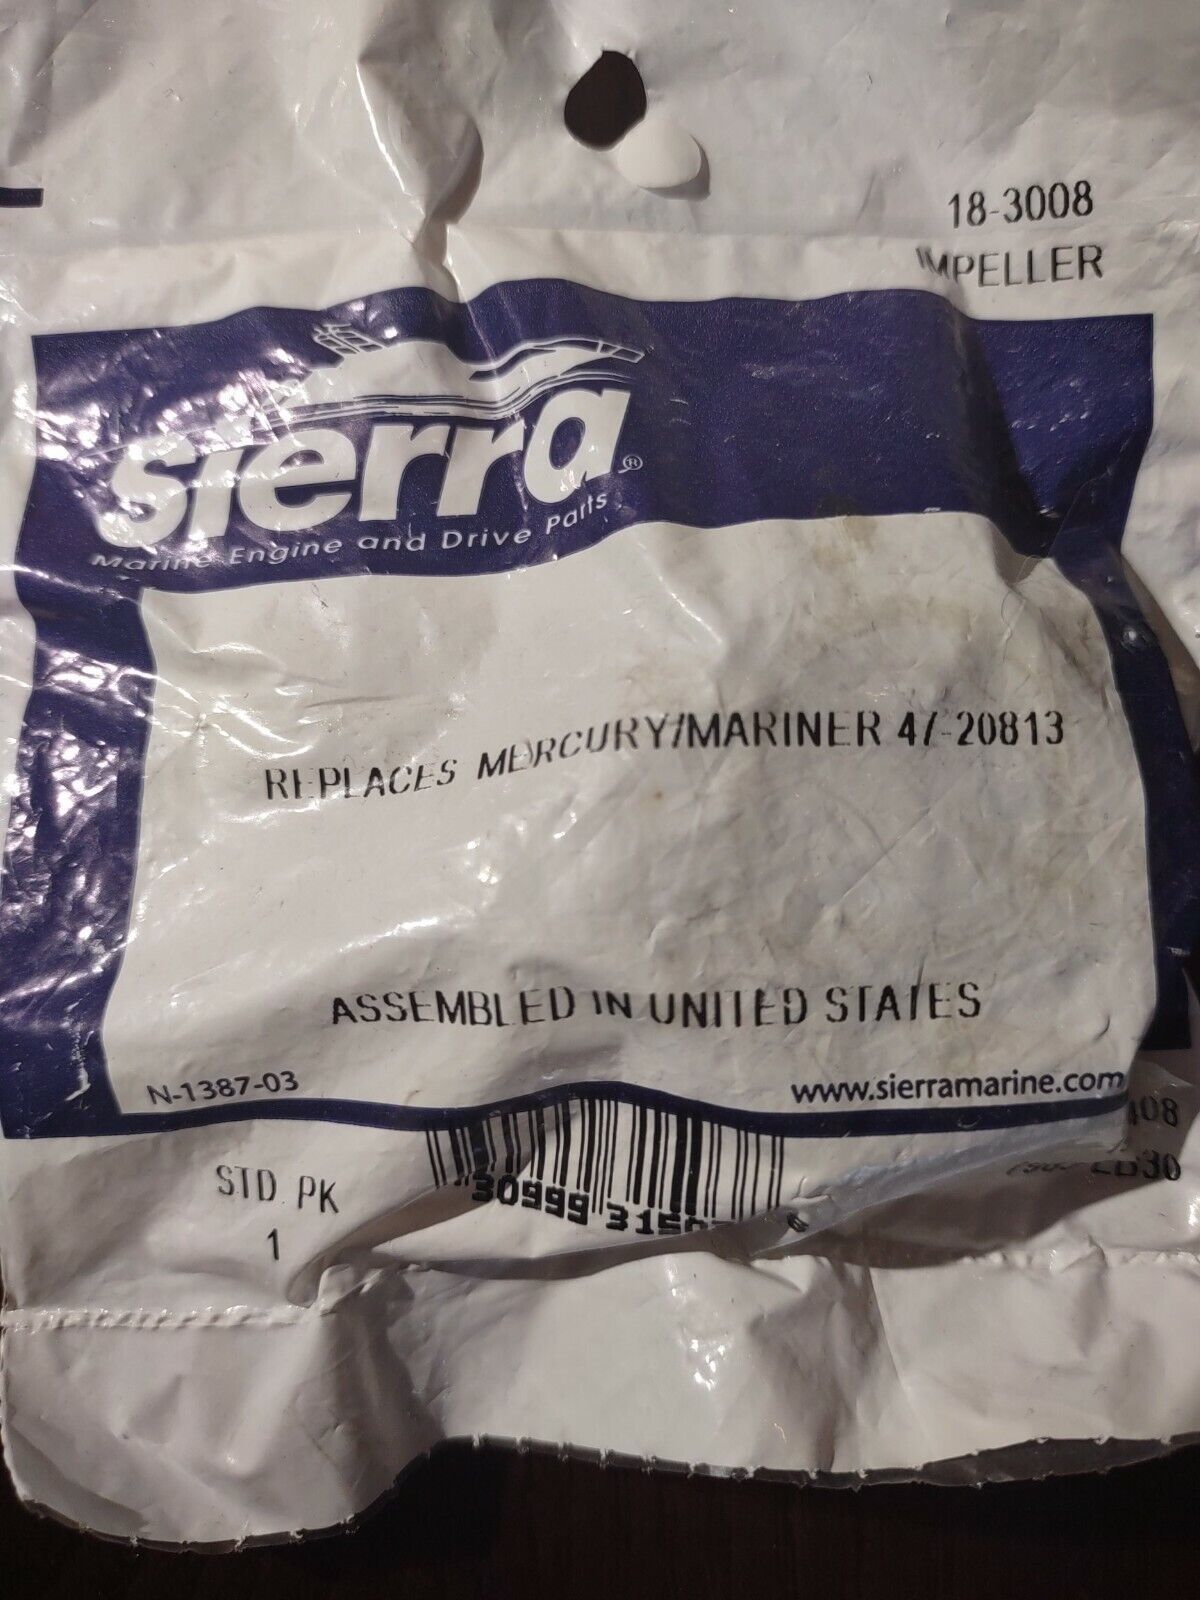 18-3008
IMPELLER
sierra®
Marine Engine and Drive Parts
REPLACES MERCURY/MARINER 47-20813
ASSEMBLED IN UNITED STATES
N-1387-03
www.sierramarine.com
STD. PK
1
30999